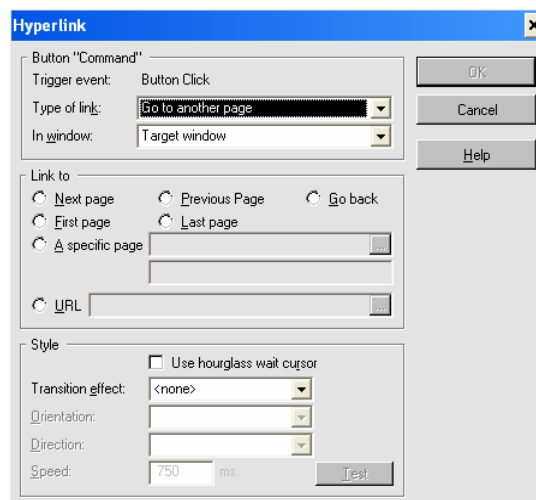 Hyperlink
Button "Command"
Trigger event: Button Click
Type of link: Go to another page
In window: Target window
OK
Cancel
Help
Link to
Next page Previous Page Go back
First page Last page
A specific page ...
URL ...
Style
Use hourglass wait cursor
Transition effect: <none>
Orientation:
Direction:
Speed: 750 ms. Test